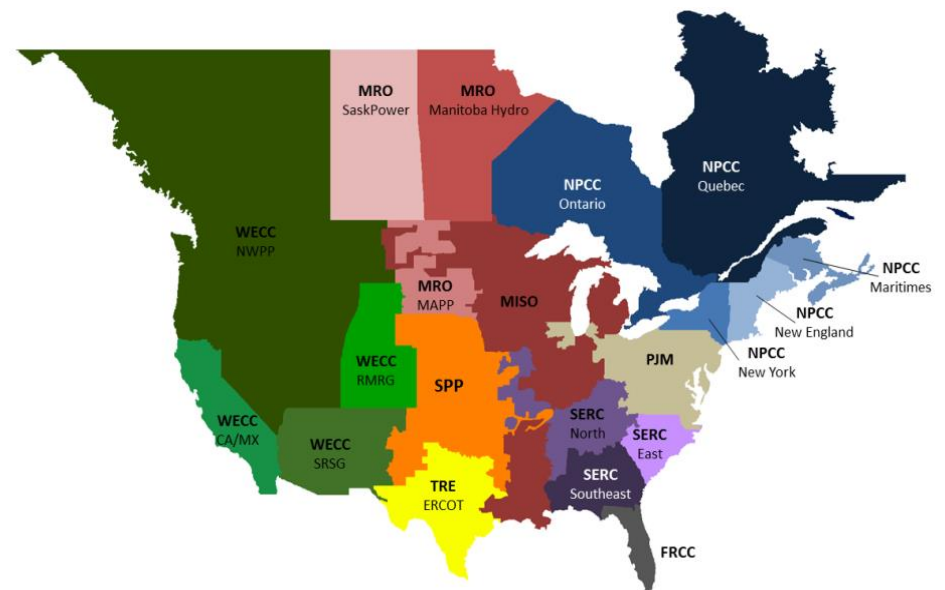 MRO
SaskPower
MRO
Manitoba Hydro
NPCC
Quebec
NPCC
Ontario
WECC
NWPP
NPCC
Maritimes
MRO
MAPP
MISO
NPCC
New England
WECC
RMRG
SPP
PJM
NPCC
New York
WECC
CA/MX
WECC
SRSG
SERC
North
SERC
East
SERC
Southeast
TRE
ERCOT
FRCC